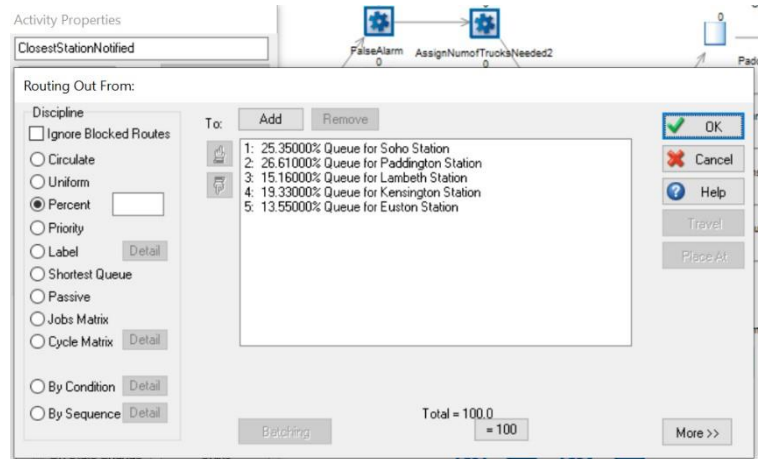 Activity Properties
ClosestStationNotified
FalseAlarm
0
AssignNumofTrucksNeeded2
0
0
Routing Out From:
Discipline
Ignore Blocked Routes
Circulate
Uniform
Percent
Priority
Label
Detail
Shortest Queue
Passive
Jobs Matrix
Cycle Matrix
Detail
By Condition
Detail
By Sequence
Detail
To:
Add
Remove
1: 25.35000% Queue for Soho Station
2: 26.61000% Queue for Paddington Station
3: 15.16000% Queue for Lambeth Station
4: 19.33000% Queue for Kensington Station
5: 13.55000% Queue for Euston Station
Batching
Total = 100.0
= 100
OK
Cancel
Help
Travel
Piece At
More >>